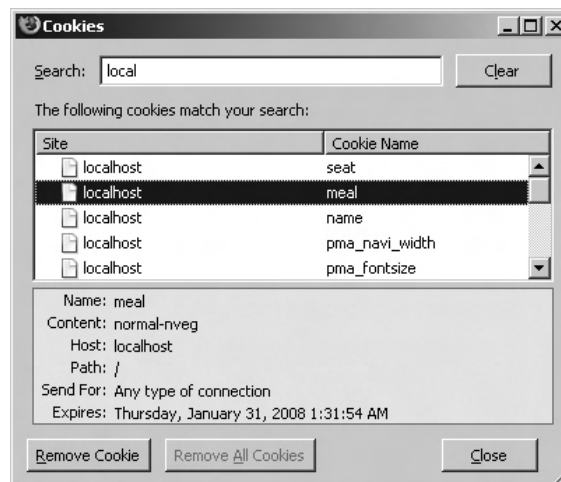 Cookies
Search: local Clear
The following cookies match your search:
Site Cookie Name
localhost seat
localhost meal
localhost name
localhost pma_navi_width
localhost pma_fontsize
Name: meal
Content: normal-nveg
Host: localhost
Path: /
Send For: Any type of connection
Expires: Thursday, January 31, 2008 1:31:54 AM
Remove Cookie Remove All Cookies Close